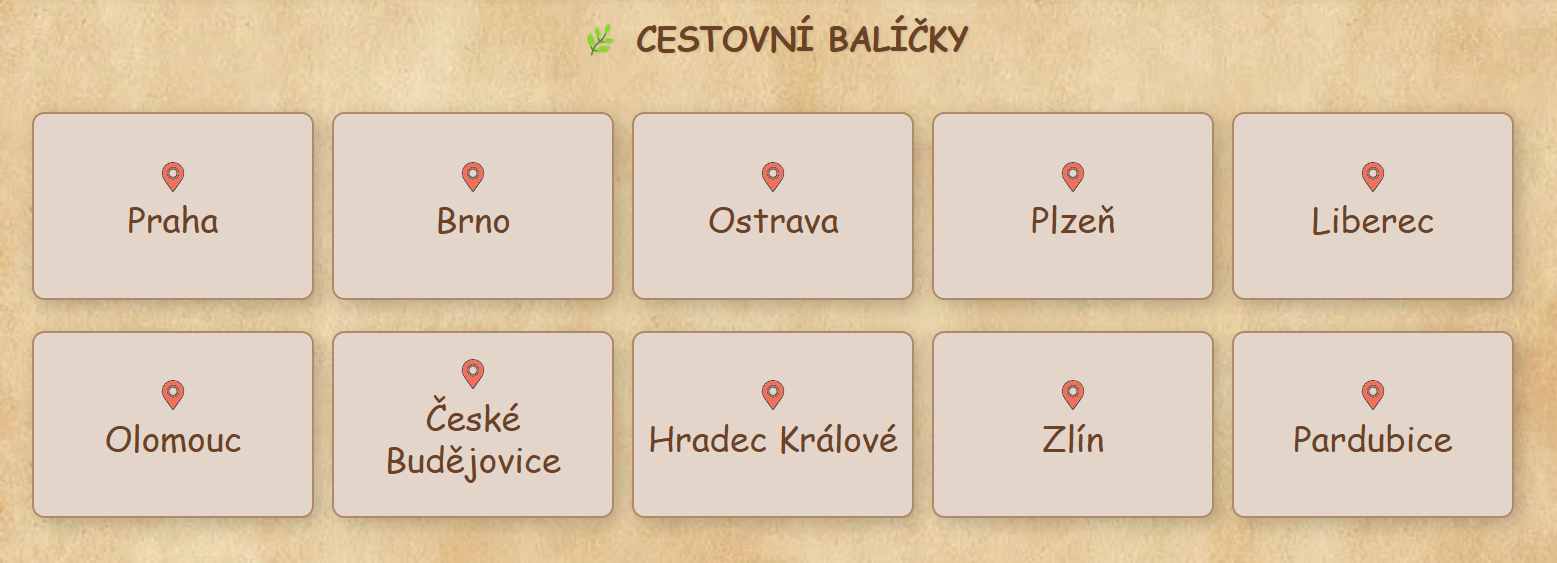 CESTOVNÍ BALÍČKY
Praha
Brno
Ostrava
Plzeň
Liberec
Olomouc
České
Budějovice
Hradec Králové
Zlín
Pardubice